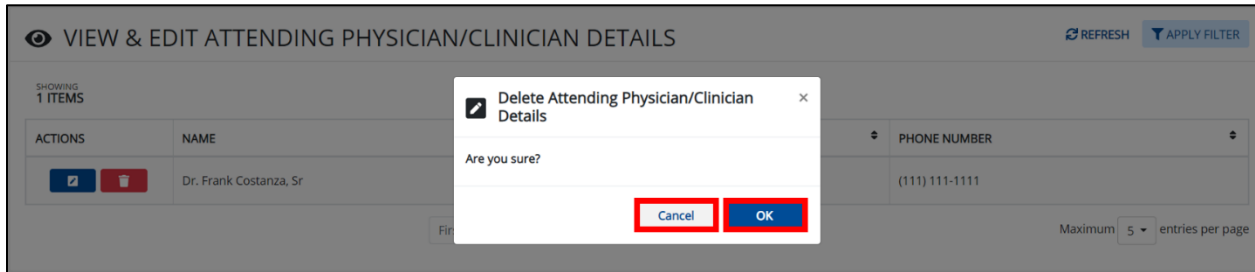 VIEW & EDIT ATTENDING PHYSICIAN/CLINICIAN DETAILS
REFRESH
APPLY FILTER
SHOWING
1 ITEMS
Delete Attending Physician/Clinician
Details
×
Are you sure?
Cancel
OK
ACTIONS
NAME
PHONE NUMBER
Dr. Frank Costanza, Sr
(111) 111-1111
Maximum 5 entries per page